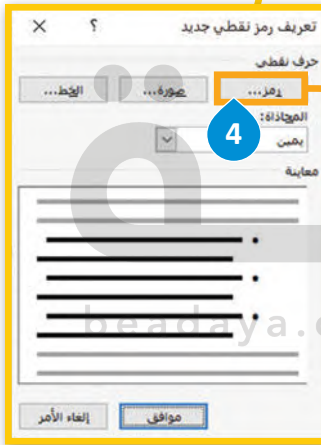 تعريف رمز نقطي جديد ؟ ×
حرف نقطي
رمز... صورة... الخط...
4
المحاذاة:
يمين
معاينة
beadaya.
موافق إلغاء الأمر